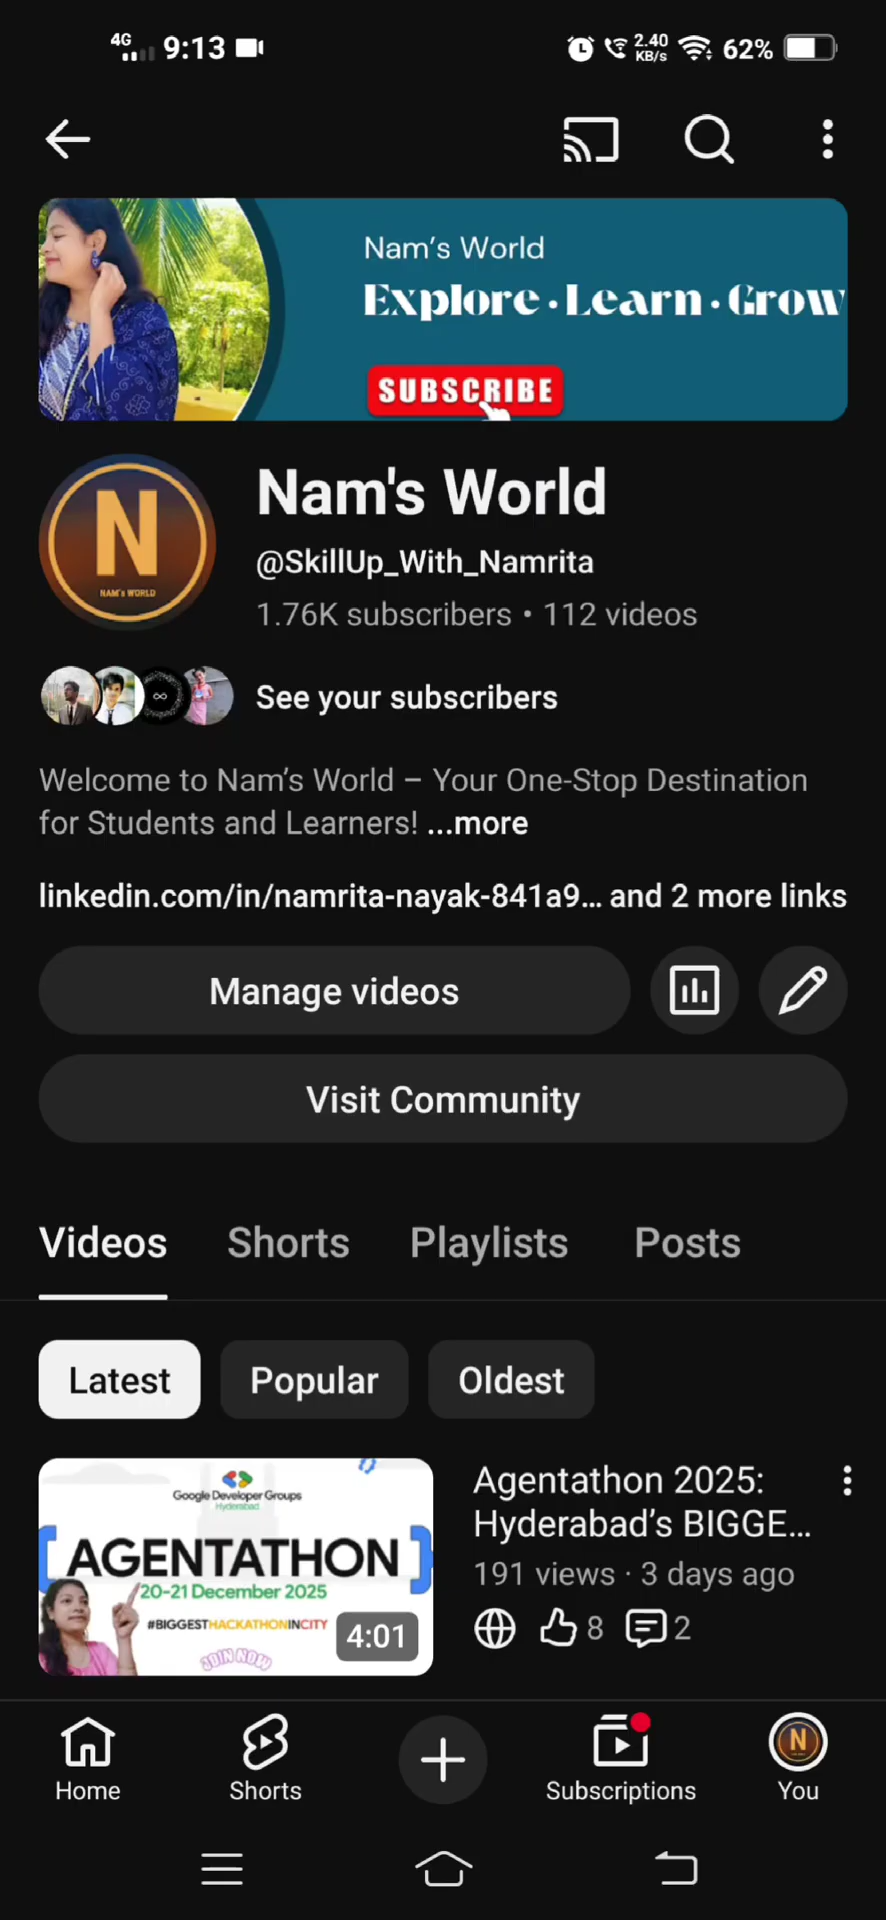 4G 9:13 2.40 KB/s 62%
Nam's World
Explore · Learn · Grow
SUBSCRIBE
N
NAM's WORLD
Nam's World
@SkillUp_With_Namrita
1.76K subscribers • 112 videos
See your subscribers
Welcome to Nam's World – Your One-Stop Destination
for Students and Learners! ...more
linkedin.com/in/namrita-nayak-841a9... and 2 more links
Manage videos
Visit Community
Videos Shorts Playlists Posts
Latest Popular Oldest
Google Developer Groups
Hyderabad
AGENTATHON
20-21 December 2025
#BIGGESTHACKATHONINCITY
JOIN NOW
4:01
Agentathon 2025:
Hyderabad's BIGGE...
191 views · 3 days ago
8 2
Home Shorts Subscriptions You
N